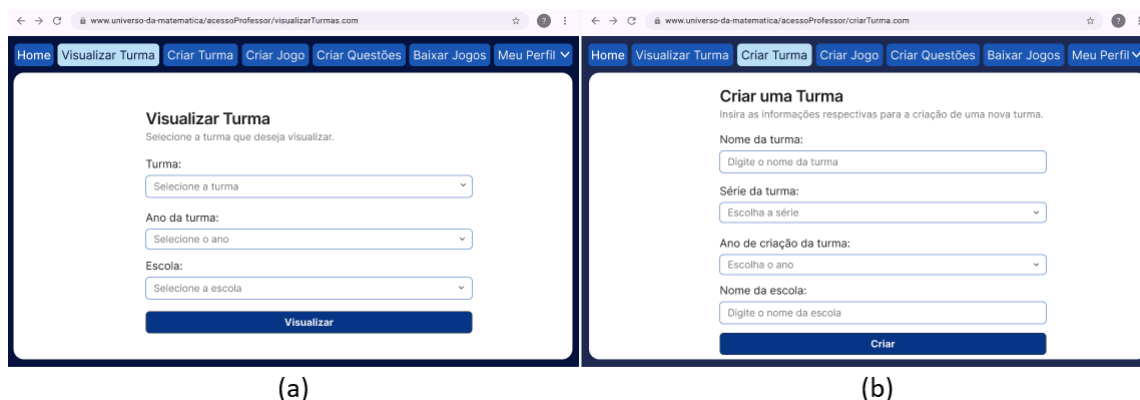 www.universo-da-matematica/acessoProfessor/visualizarTurmas.com
Home Visualizar Turma Criar Turma Criar Jogo Criar Questões Baixar Jogos Meu Perfil
Visualizar Turma
Selecione a turma que deseja visualizar.
Turma:
Selecione a turma
Ano da turma:
Selecione o ano
Escola:
Selecione a escola
Visualizar
(a)
www.universo-da-matematica/acessoProfessor/criarTurma.com
Home Visualizar Turma Criar Turma Criar Jogo Criar Questões Baixar Jogos Meu Perfil
Criar uma Turma
Insira as informações respectivas para a criação de uma nova turma.
Nome da turma:
Digite o nome da turma
Série da turma:
Escolha a série
Ano de criação da turma:
Escolha o ano
Nome da escola:
Digite o nome da escola
Criar
(b)